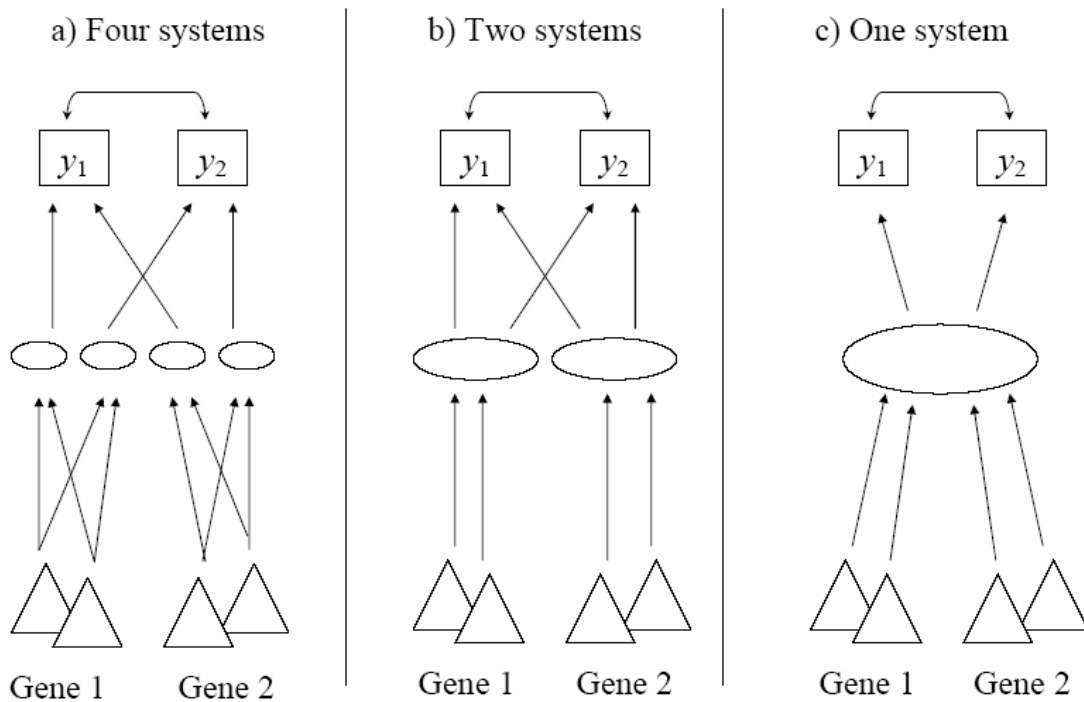 a) Four systems
b) Two systems
c) One system
y₁
y₂
y₁
y₂
y₁
y₂
Gene 1
Gene 2
Gene 1
Gene 2
Gene 1
Gene 2